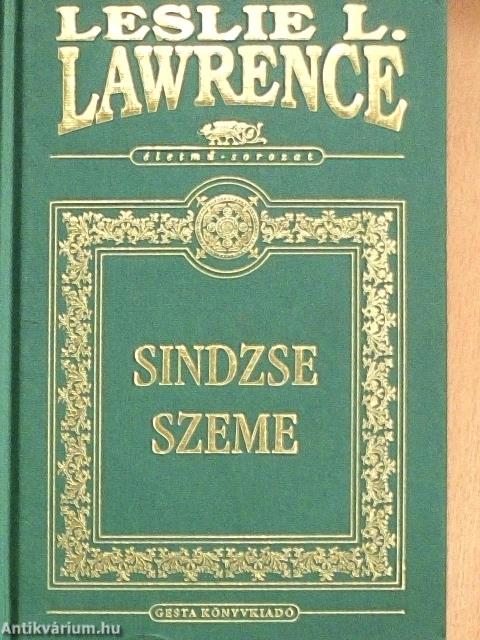 LESLIE L.
LAWRENCE
életmű-sorozat
SINDZSE
SZEME
GESTA KÖNYVKIADÓ
Antikvárium.hu